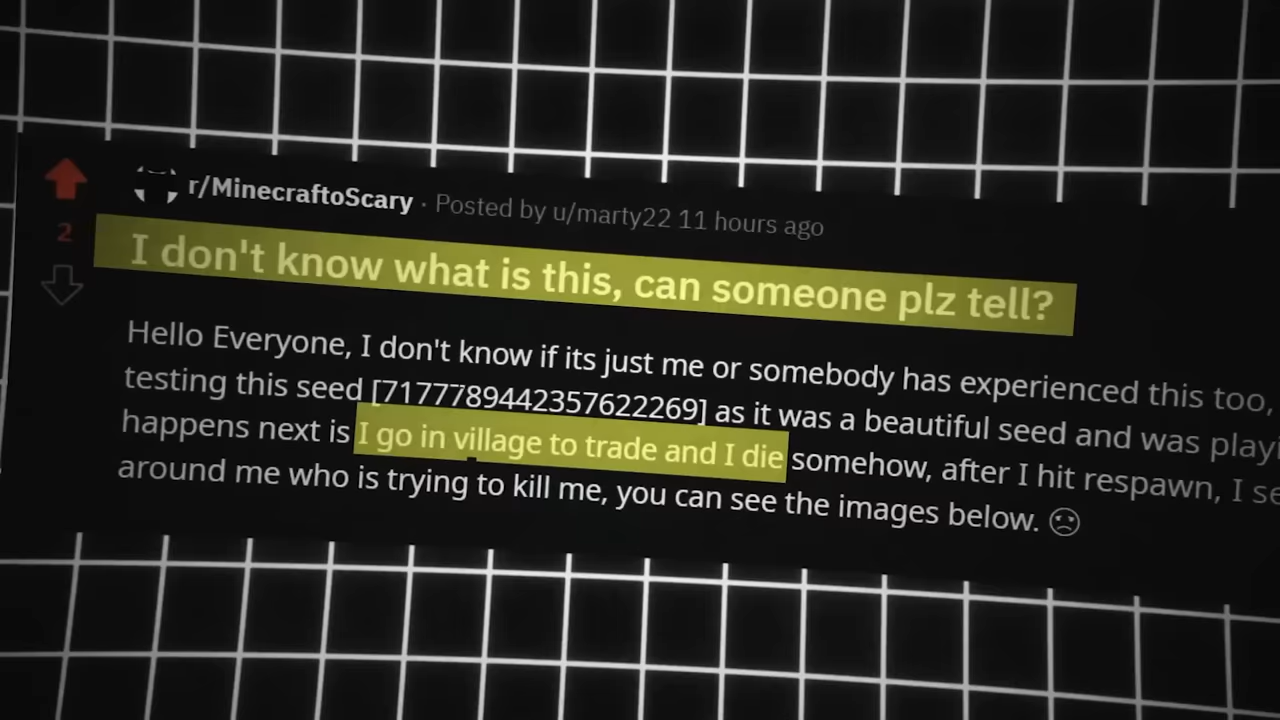 r/MinecraftoScary · Posted by u/marty22 11 hours ago
2
I don't know what is this, can someone plz tell?
Hello Everyone, I don't know if its just me or somebody has experienced this too,
testing this seed [7177789442357622269] as it was a beautiful seed and was
happens next is I go in village to trade and I die somehow, after I hit respawn, I
around me who is trying to kill me, you can see the images below. ☹